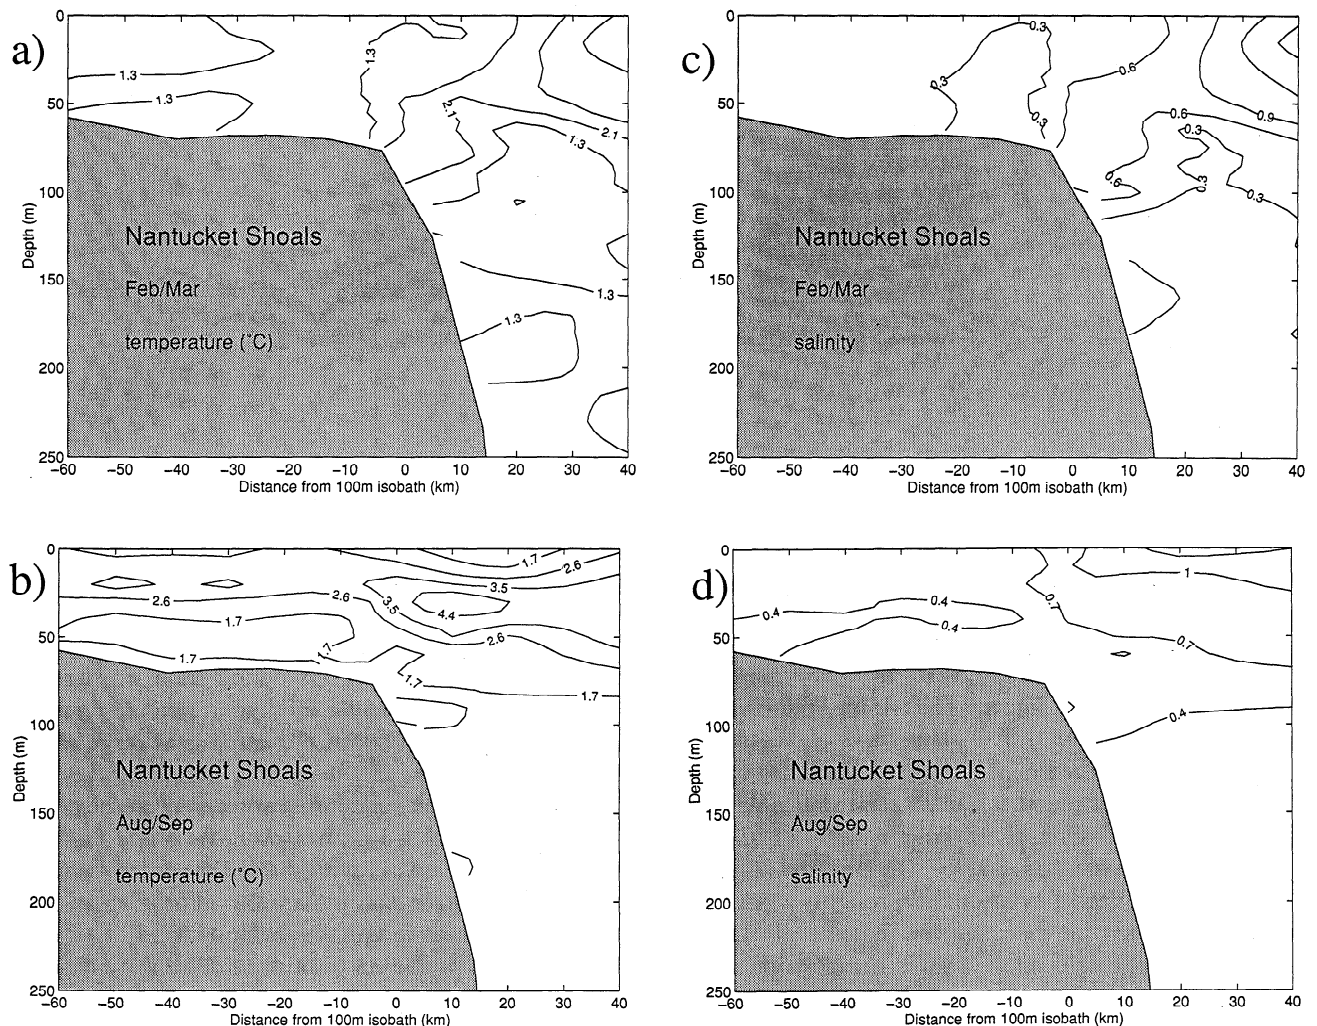 a)
0
50
100
150
200
250
Depth (m)
1.3
1.3
1.3
2.1
2.1
1.3
1.3
1.3
Nantucket Shoals
Feb/Mar
temperature (°C)
−60 −50 −40 −30 −20 −10 0 10 20 30 40
Distance from 100m isobath (km)
c)
0
50
100
150
200
250
Depth (m)
0.3
0.3
0.3
0.6
0.6
0.9
0.3
0.6
0.3
0.3
Nantucket Shoals
Feb/Mar
salinity
−60 −50 −40 −30 −20 −10 0 10 20 30 40
Distance from 100m isobath (km)
b)
0
50
100
150
200
250
Depth (m)
1.7
2.6
3.5
2.6
2.6
3.5
4.4
1.7
2.6
1.7
1.7
1.7
1.7
Nantucket Shoals
Aug/Sep
temperature (°C)
−60 −50 −40 −30 −20 −10 0 10 20 30 40
Distance from 100m isobath (km)
d)
0
50
100
150
200
250
Depth (m)
1
0.4
0.4
0.7
0.4
0.7
0.4
Nantucket Shoals
Aug/Sep
salinity
−60 −50 −40 −30 −20 −10 0 10 20 30 40
Distance from 100m isobath (km)